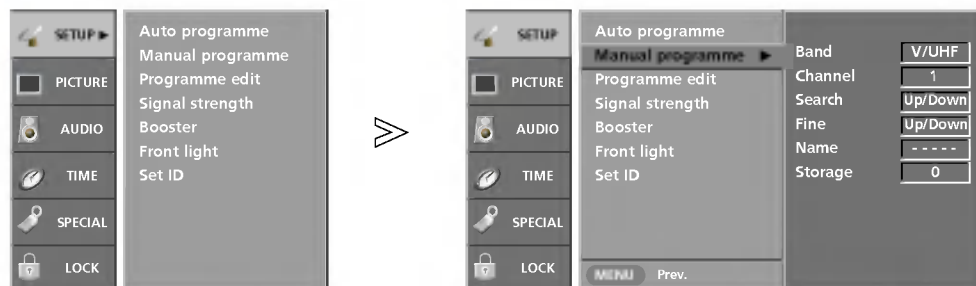 SETUP ▶
PICTURE
AUDIO
TIME
SPECIAL
LOCK
Auto programme
Manual programme
Programme edit
Signal strength
Booster
Front light
Set ID
SETUP
PICTURE
AUDIO
TIME
SPECIAL
LOCK
Auto programme
Manual programme ▶
Programme edit
Signal strength
Booster
Front light
Set ID
MENU Prev.
Band V/UHF
Channel 1
Search Up/Down
Fine Up/Down
Name - - - - -
Storage 0